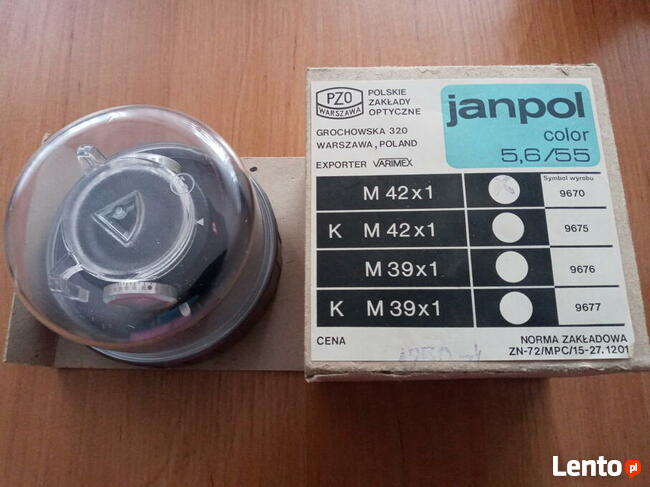 PZO
WARSZAWA
POLSKIE
ZAKŁADY
OPTYCZNE
GROCHOWSKA 320
WARSZAWA, POLAND
EXPORTER VARIMEX
janpol
color
5,6/55
Symbol wyrobu
M 42x1 9670
K M 42x1 9675
M 39x1 9676
K M 39x1 9677
CENA
NORMA ZAKŁADOWA
ZN-72/MPC/15-27.1201
Lento.pl